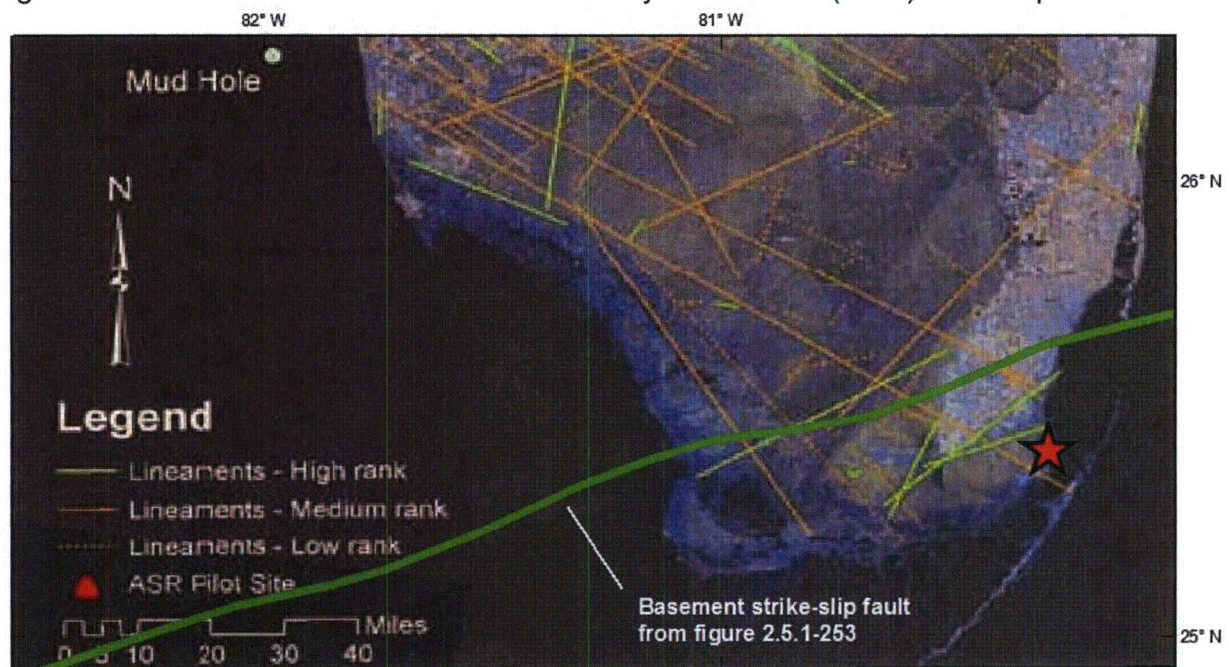 82° W
81° W
Mud Hole
26° N
N
Legend
Lineaments - High rank
Lineaments - Medium rank
Lineaments - Low rank
ASR Pilot Site
Miles
0 5 10 20 30 40
Basement strike-slip fault
from figure 2.5.1-253
25° N